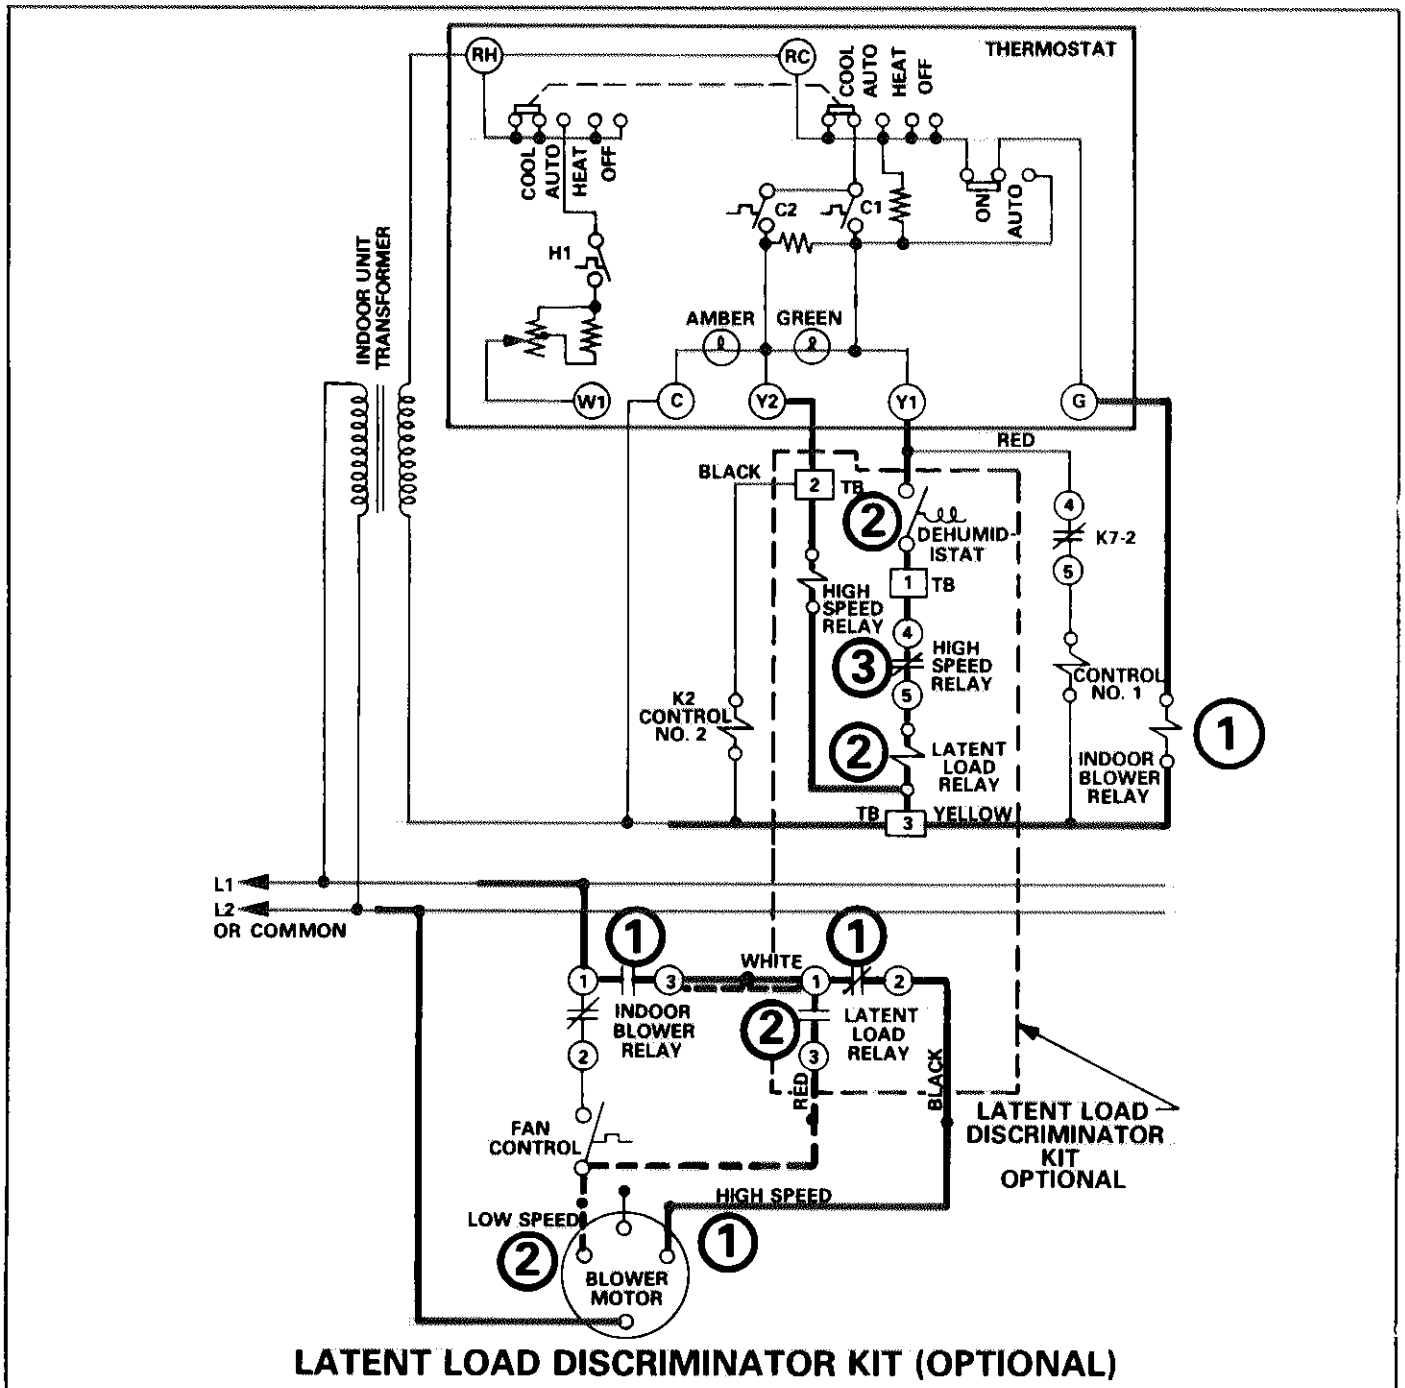 THERMOSTAT
RH
RC
COOL
AUTO
HEAT
OFF
COOL
AUTO
HEAT
OFF
ON
AUTO
C2
C1
H1
INDOOR UNIT
TRANSFORMER
AMBER
GREEN
W1
C
Y2
Y1
G
RED
BLACK
2
TB
2
DEHUMID-
ISTAT
4
K7-2
5
1
TB
HIGH
SPEED
RELAY
4
3
HIGH
SPEED
RELAY
5
CONTROL
NO. 1
K2
CONTROL
NO. 2
2
LATENT
LOAD
RELAY
1
INDOOR
BLOWER
RELAY
TB
3
YELLOW
L1
L2
OR COMMON
1
1
WHITE
1
3
1
2
INDOOR
BLOWER
RELAY
2
LATENT
LOAD
RELAY
2
3
RED
BLACK
FAN
CONTROL
LATENT LOAD
DISCRIMINATOR
KIT
OPTIONAL
HIGH SPEED
LOW SPEED
1
2
BLOWER
MOTOR
LATENT LOAD DISCRIMINATOR KIT (OPTIONAL)